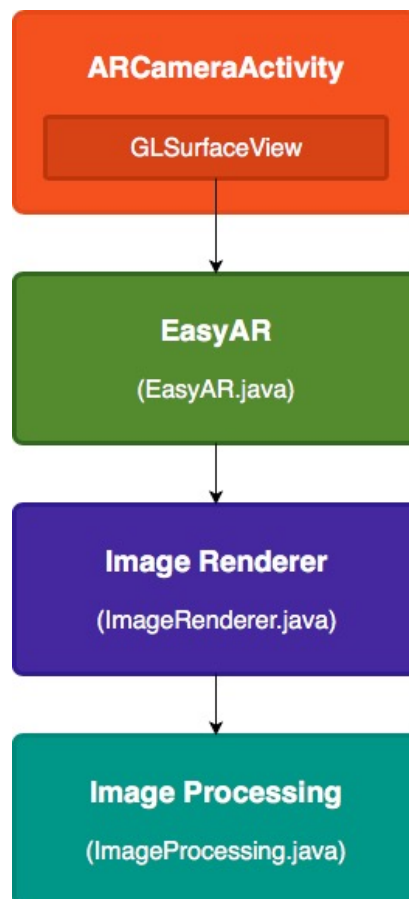 ARCameraActivity
GLSurfaceView
EasyAR
(EasyAR.java)
Image Renderer
(ImageRenderer.java)
Image Processing
(ImageProcessing.java)